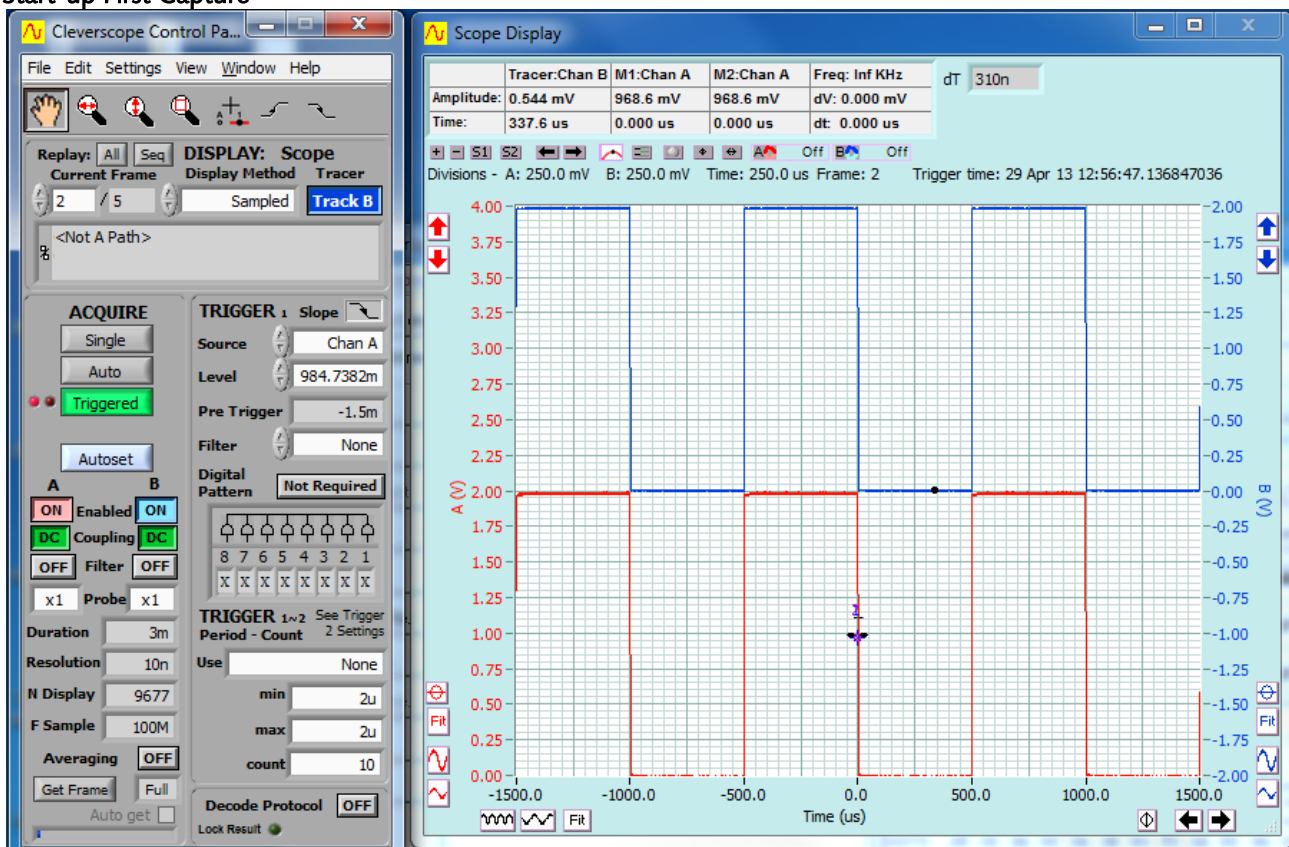 Start-up First Capture
Cleverscope Control Pa...
File Edit Settings View Window Help
Replay: All Seq DISPLAY: Scope
Current Frame Display Method Tracer
2 / 5 Sampled Track B
<Not A Path>
ACQUIRE
Single
Auto
Triggered
Autoset
A B
ON Enabled ON
DC Coupling DC
OFF Filter OFF
x1 Probe x1
Duration 3m
Resolution 10n
N Display 9677
F Sample 100M
Averaging OFF
Get Frame Full
Auto get
TRIGGER 1 Slope
Source Chan A
Level 984.7382m
Pre Trigger -1.5m
Filter None
Digital
Pattern Not Required
8 7 6 5 4 3 2 1
X X X X X X X X
TRIGGER 1~2 See Trigger
Period - Count 2 Settings
Use None
min 2u
max 2u
count 10
Decode Protocol OFF
Lock Result
Scope Display
Tracer:Chan B M1:Chan A M2:Chan A Freq: Inf KHz
Amplitude: 0.544 mV 968.6 mV 968.6 mV dV: 0.000 mV
Time: 337.6 us 0.000 us 0.000 us dt: 0.000 us
dT 310n
S1 S2 A Off B Off
Divisions - A: 250.0 mV B: 250.0 mV Time: 250.0 us Frame: 2 Trigger time: 29 Apr 13 12:56:47.136847036
4.00
3.75
3.50
3.25
3.00
2.75
2.50
2.25
2.00
1.75
1.50
1.25
1.00
0.75
0.50
0.25
0.00
A (V)
Fit
2.00
1.75
1.50
1.25
1.00
0.75
0.50
-0.25
-0.00
-0.25
-0.50
-0.75
-1.00
-1.25
-1.50
-1.75
-2.00
B (V)
Fit
-1500.0 -1000.0 -500.0 0.0 500.0 1000.0 1500.0
Fit Time (us)